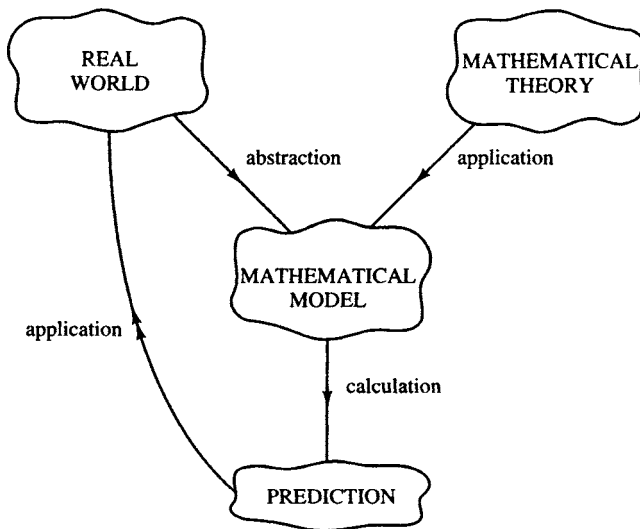 REAL
WORLD
MATHEMATICAL
THEORY
abstraction
application
MATHEMATICAL
MODEL
application
calculation
PREDICTION